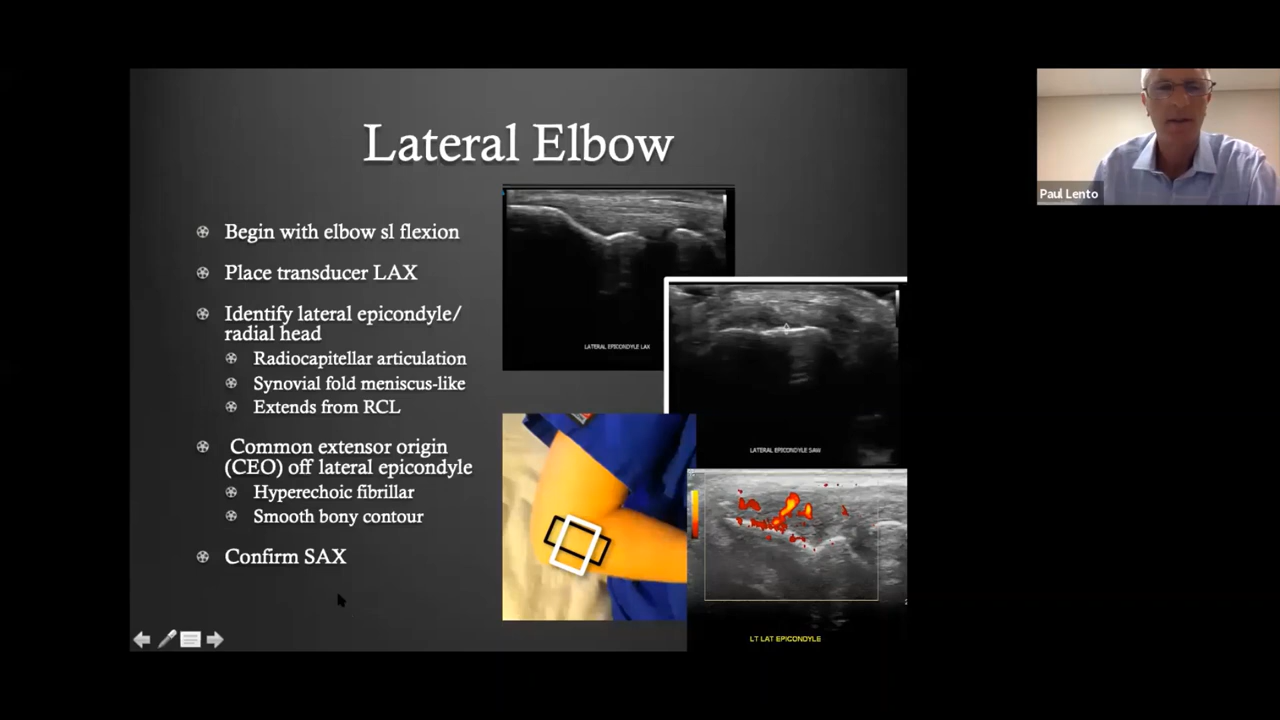 Lateral Elbow
Begin with elbow sl flexion
Place transducer LAX
Identify lateral epicondyle/
radial head
Radiocapitellar articulation
Synovial fold meniscus-like
Extends from RCL
Common extensor origin
(CEO) off lateral epicondyle
Hyperechoic fibrillar
Smooth bony contour
Confirm SAX
LATERAL EPICONDYLE LAX
LATERAL EPICONDYLE SAW
LT LAT EPICONDYLE
Paul Lento